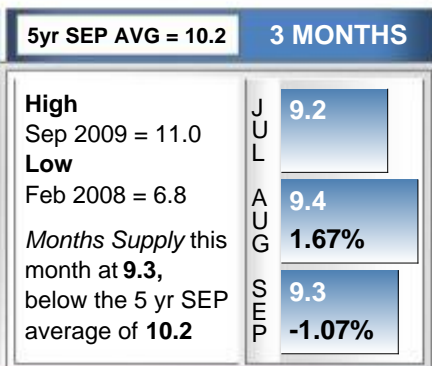 5yr SEP AVG = 10.2
3 MONTHS
High
Sep 2009 = 11.0
Low
Feb 2008 = 6.8
Months Supply this
month at 9.3,
below the 5 yr SEP
average of 10.2
JUL
9.2
AUG
9.4
1.67%
SEP
9.3
-1.07%